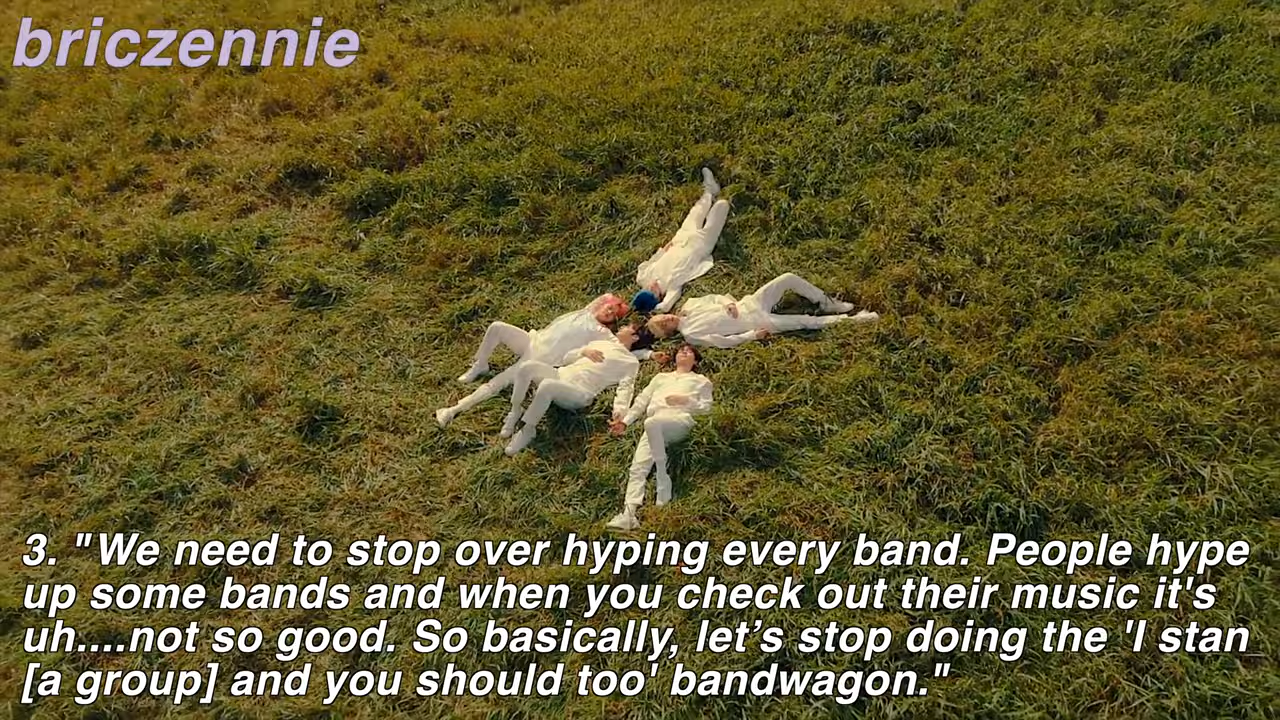 briczennie
3. "We need to stop over hyping every band. People hype
up some bands and when you check out their music it's
uh....not so good. So basically, let’s stop doing the 'I stan
[a group] and you should too' bandwagon."